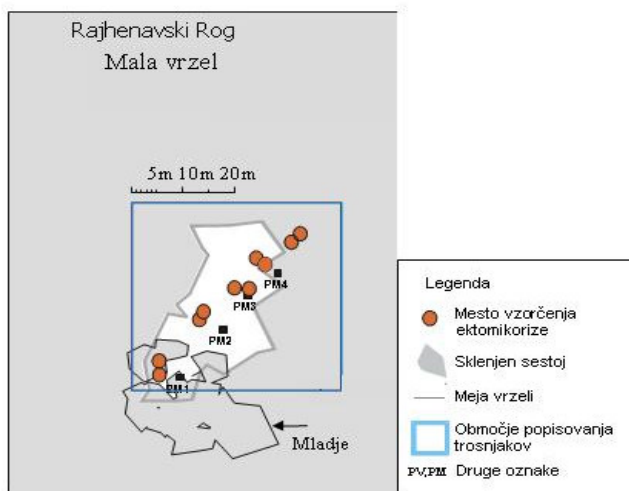 Rajhenavski Rog
Mala vrzel
5m 10m 20m
PM4
PM3
PM2
PM1
Mladje
Legenda
Mesto vzorčenja
ektomikorize
Sklenjen sestoj
Meja vrzeli
Območje popisovanja
trosnjakov
PV,PM Druge oznake